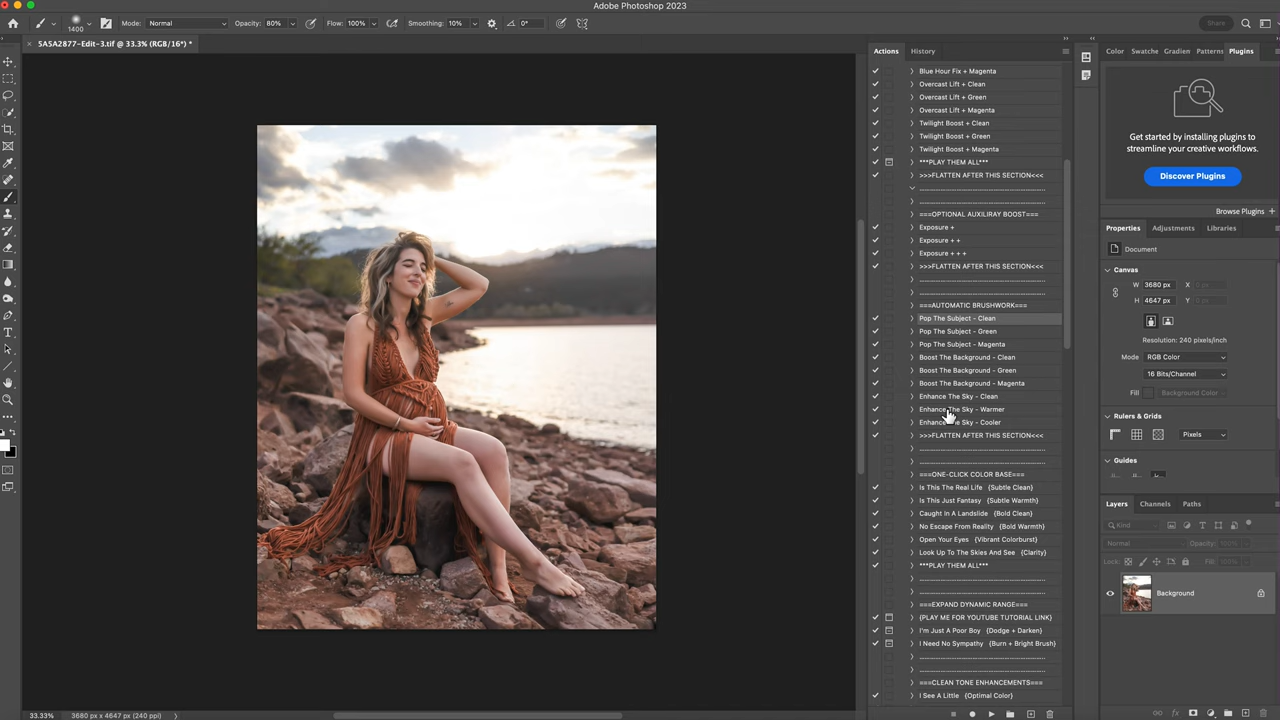 Adobe Photoshop 2023
1400
Mode: Normal
Opacity: 80%
Flow: 100%
Smoothing: 10%
0°
Share
5A5A2877-Edit-3.tif @ 33.3% (RGB/16*) *
Actions
History
Blue Hour Fix + Magenta
Overcast Lift + Clean
Overcast Lift + Green
Overcast Lift + Magenta
Twilight Boost + Clean
Twilight Boost + Green
Twilight Boost + Magenta
***PLAY THEM ALL***
>>>FLATTEN AFTER THIS SECTION<<<
===OPTIONAL AUXILIRAY BOOST===
Exposure +
Exposure + +
Exposure + + +
>>>FLATTEN AFTER THIS SECTION<<<
===AUTOMATIC BRUSHWORK===
Pop The Subject - Clean
Pop The Subject - Green
Pop The Subject - Magenta
Boost The Background - Clean
Boost The Background - Green
Boost The Background - Magenta
Enhance The Sky - Clean
Enhance The Sky - Warmer
Enhance The Sky - Cooler
>>>FLATTEN AFTER THIS SECTION<<<
===ONE-CLICK COLOR BASE===
Is This The Real Life {Subtle Clean}
Is This Just Fantasy {Subtle Warmth}
Caught In A Landslide {Bold Clean}
No Escape From Reality {Bold Warmth}
Open Your Eyes {Vibrant Colorburst}
Look Up To The Skies And See {Clarity}
***PLAY THEM ALL***
===EXPAND DYNAMIC RANGE===
{PLAY ME FOR YOUTUBE TUTORIAL LINK}
I'm Just A Poor Boy {Dodge + Darken}
I Need No Sympathy {Burn + Bright Brush}
===CLEAN TONE ENHANCEMENTS===
I See A Little {Optimal Color}
Color
Swatche
Gradien
Patterns
Plugins
Get started by installing plugins to
streamline your creative workflows.
Discover Plugins
Browse Plugins +
Properties
Adjustments
Libraries
Document
Canvas
W 3680 px X 0 px
H 4647 px Y 0 px
Resolution: 240 pixels/inch
Mode RGB Color
16 Bits/Channel
Fill Background Color
Rulers & Grids
Pixels
Guides
Layers
Channels
Paths
Kind
Normal
Opacity: 100%
Lock:
Fill: 100%
Background
33.33%
3680 px x 4647 px (240 ppi)